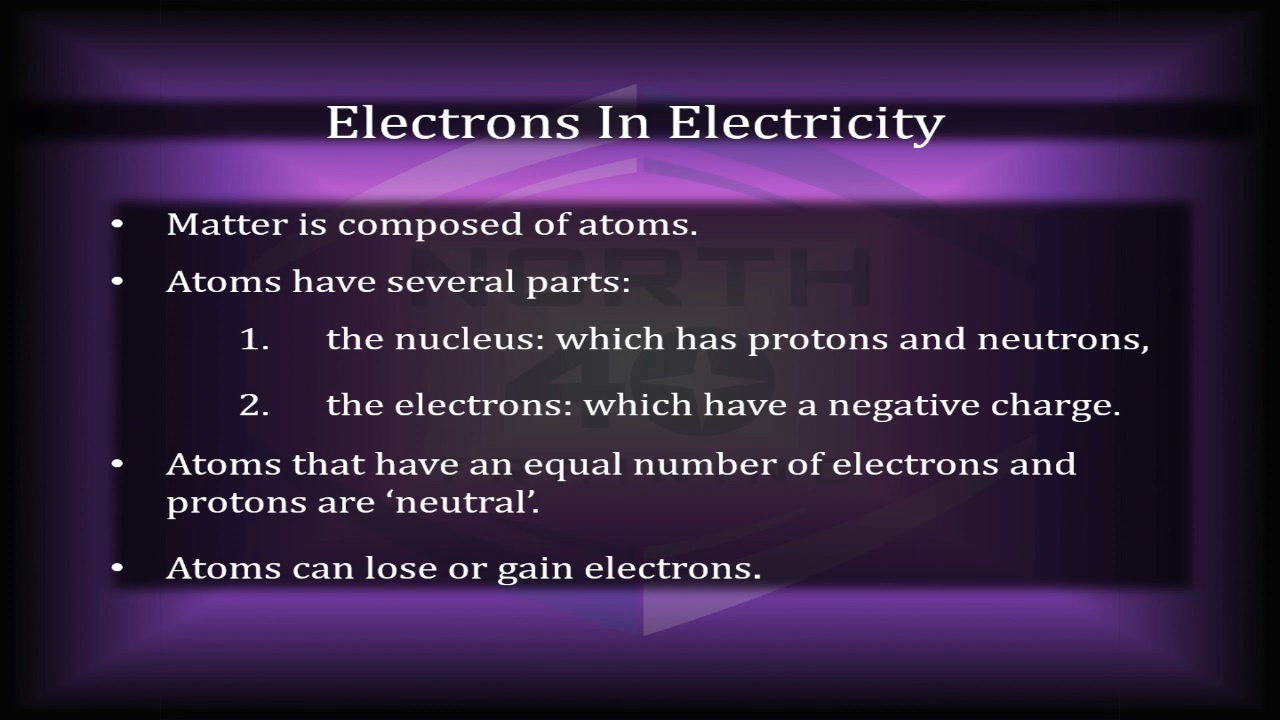 Electrons In Electricity
• Matter is composed of atoms.
• Atoms have several parts:
1. the nucleus: which has protons and neutrons,
NORTH
2. the electrons: which have a negative charge.
40
• Atoms that have an equal number of electrons and
protons are ‘neutral’.
• Atoms can lose or gain electrons.